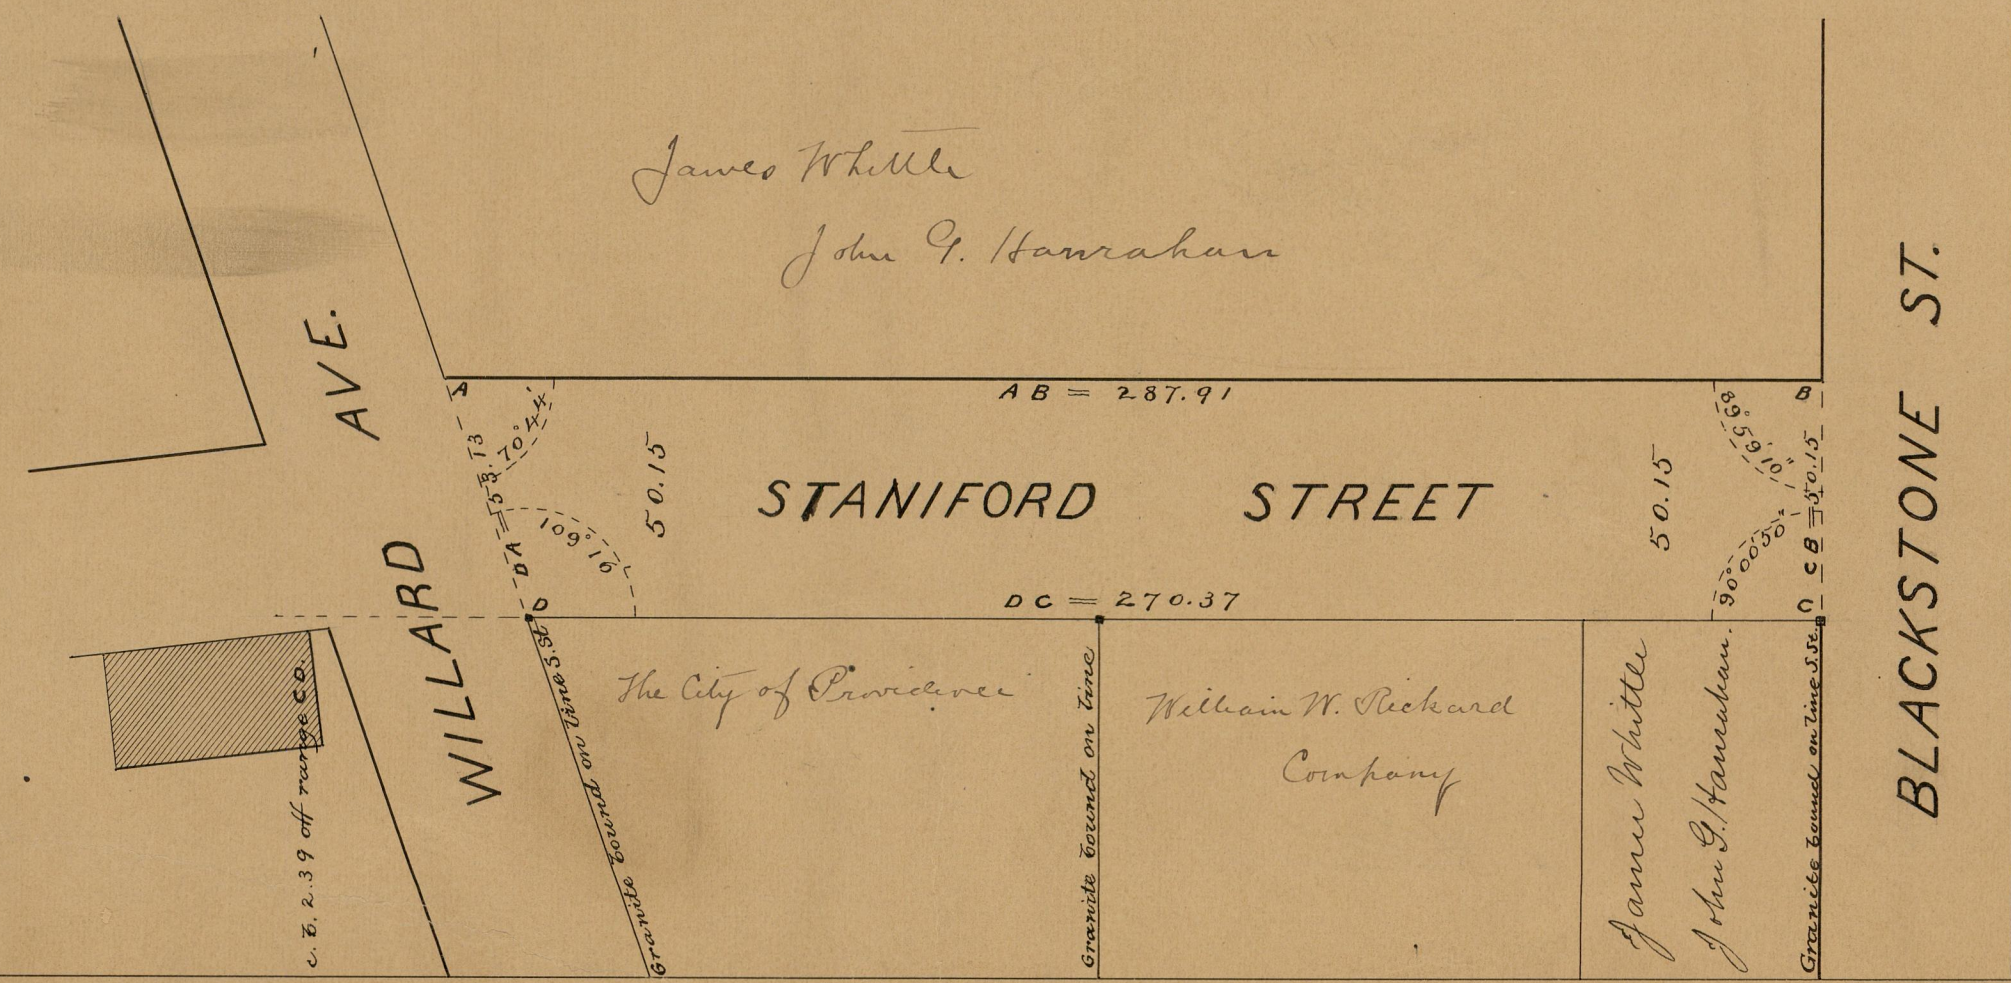 James Whittle
John G. Hanrahan
WILLARD AVE.
A
AB = 287.91
B
70° 44'
DA = 53.13
50.15
STANIFORD STREET
50.15
89° 59' 10"
CB = 50.15
109° 16'
90° 00' 50"
D
DC = 270.37
C
BLACKSTONE ST.
c. b. 2.39 off range CO.
Granite bound on line S. St.
The City of Providence
Granite bound on line
William W. Rickard
Company
James Whittle
John G. Hanrahan.
Granite bound on line S. St.